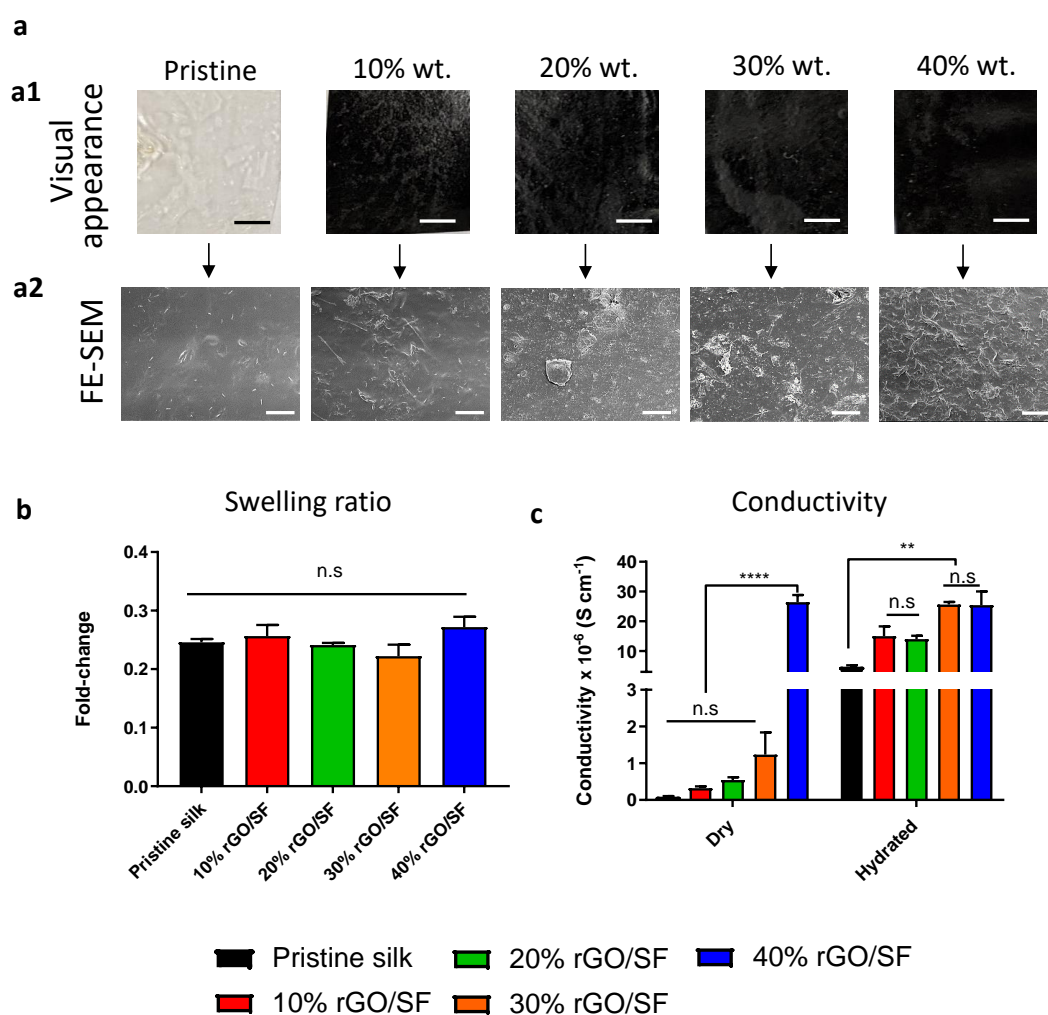 a
Pristine 10% wt. 20% wt. 30% wt. 40% wt.
a1
Visual
appearance
a2
FE-SEM
b
Swelling ratio
Fold-change
0.4
0.3
0.2
0.1
0.0
n.s
Pristine silk
10% rGO/SF
20% rGO/SF
30% rGO/SF
40% rGO/SF
c
Conductivity
Conductivity x 10⁻⁶ (S cm⁻¹)
40
30
20
10
3
2
1
0
n.s
****
**
n.s
n.s
Dry
Hydrated
Pristine silk 20% rGO/SF 40% rGO/SF
10% rGO/SF 30% rGO/SF